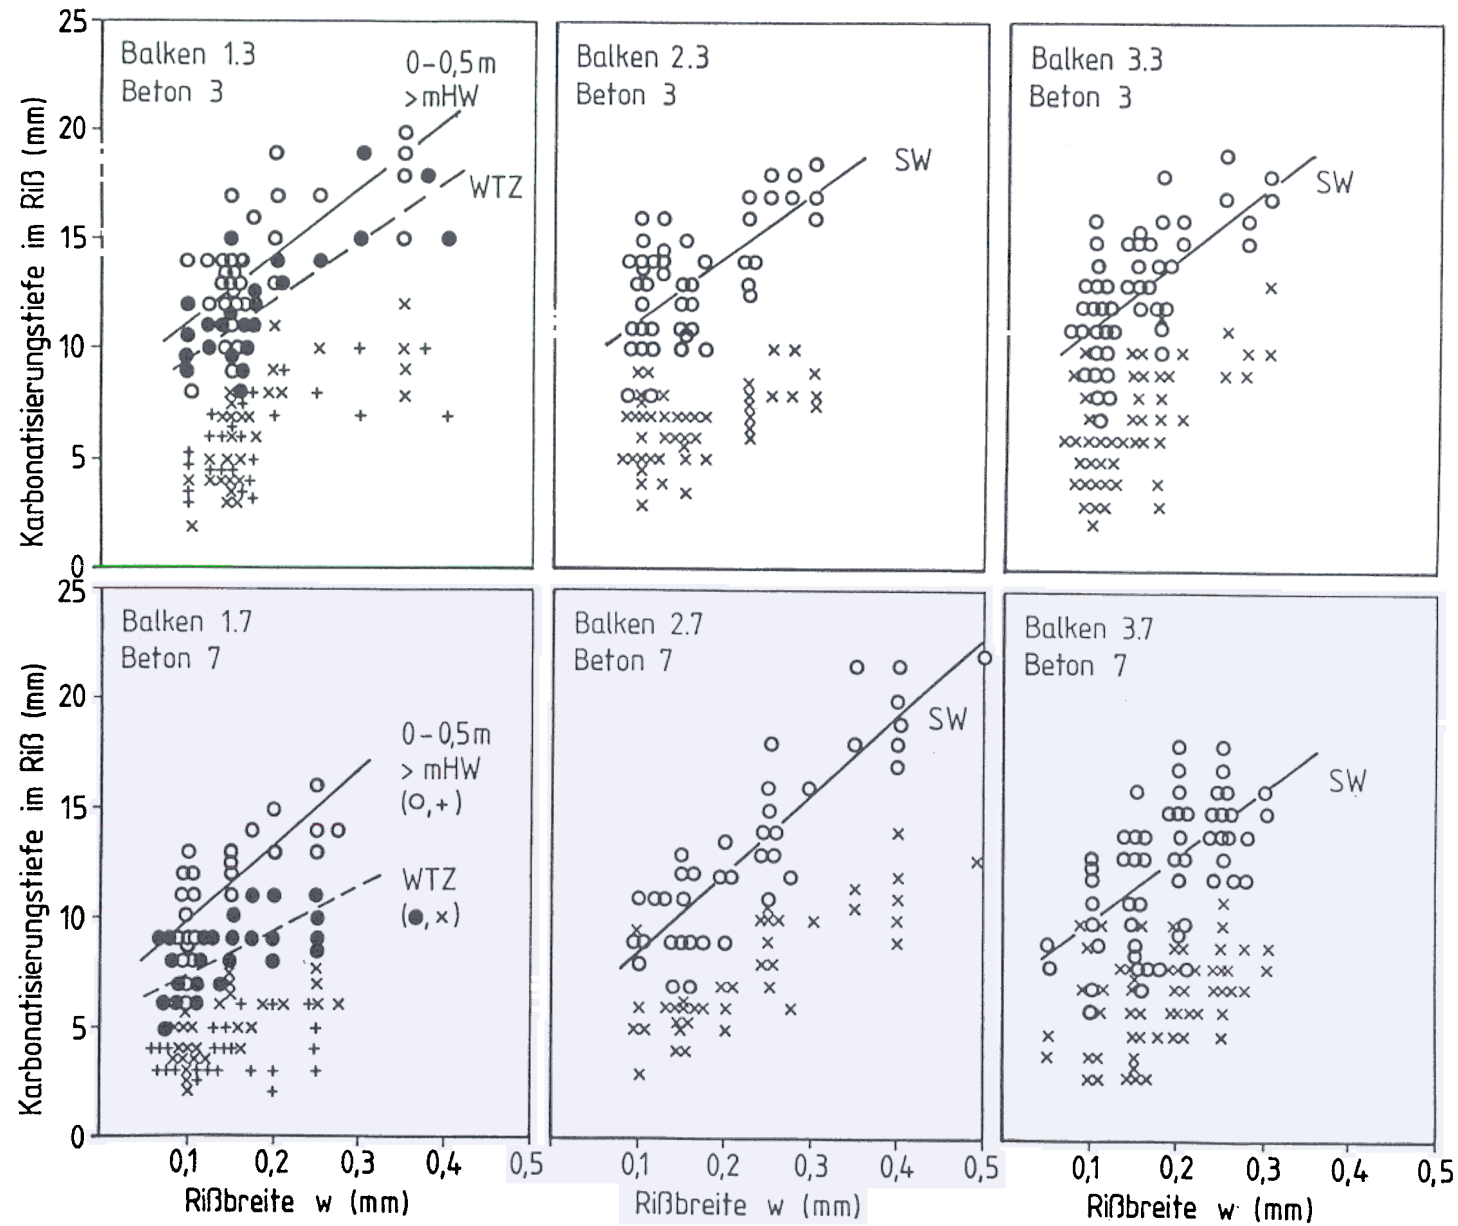 Karbonatisierungstiefe im Riß (mm)
25
20
15
10
5
0
Balken 1.3
Beton 3
0-0,5m
>mHW
WTZ
Balken 2.3
Beton 3
SW
Balken 3.3
Beton 3
SW
Karbonatisierungstiefe im Riß (mm)
25
20
15
10
5
0
Balken 1.7
Beton 7
0-0,5m
> mHW
(o,+)
WTZ
(●,×)
Balken 2.7
Beton 7
SW
Balken 3.7
Beton 7
SW
0,1 0,2 0,3 0,4 0,5
Rißbreite w (mm)
0,1 0,2 0,3 0,4 0,5
Rißbreite w (mm)
0,1 0,2 0,3 0,4 0,5
Rißbreite w (mm)